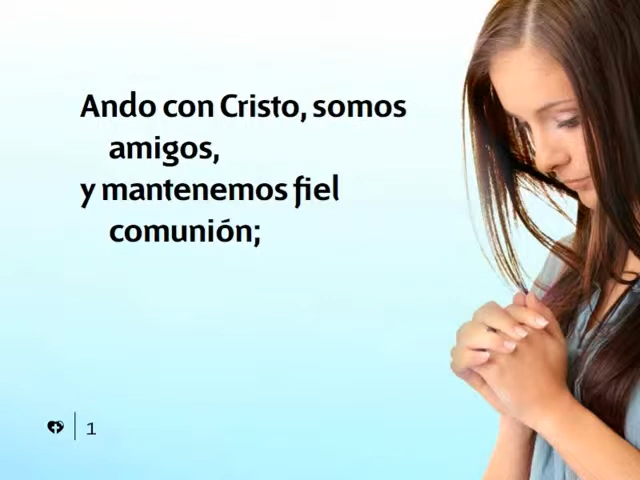 Ando con Cristo, somos
amigos,
y mantenemos fiel
comunión;
1